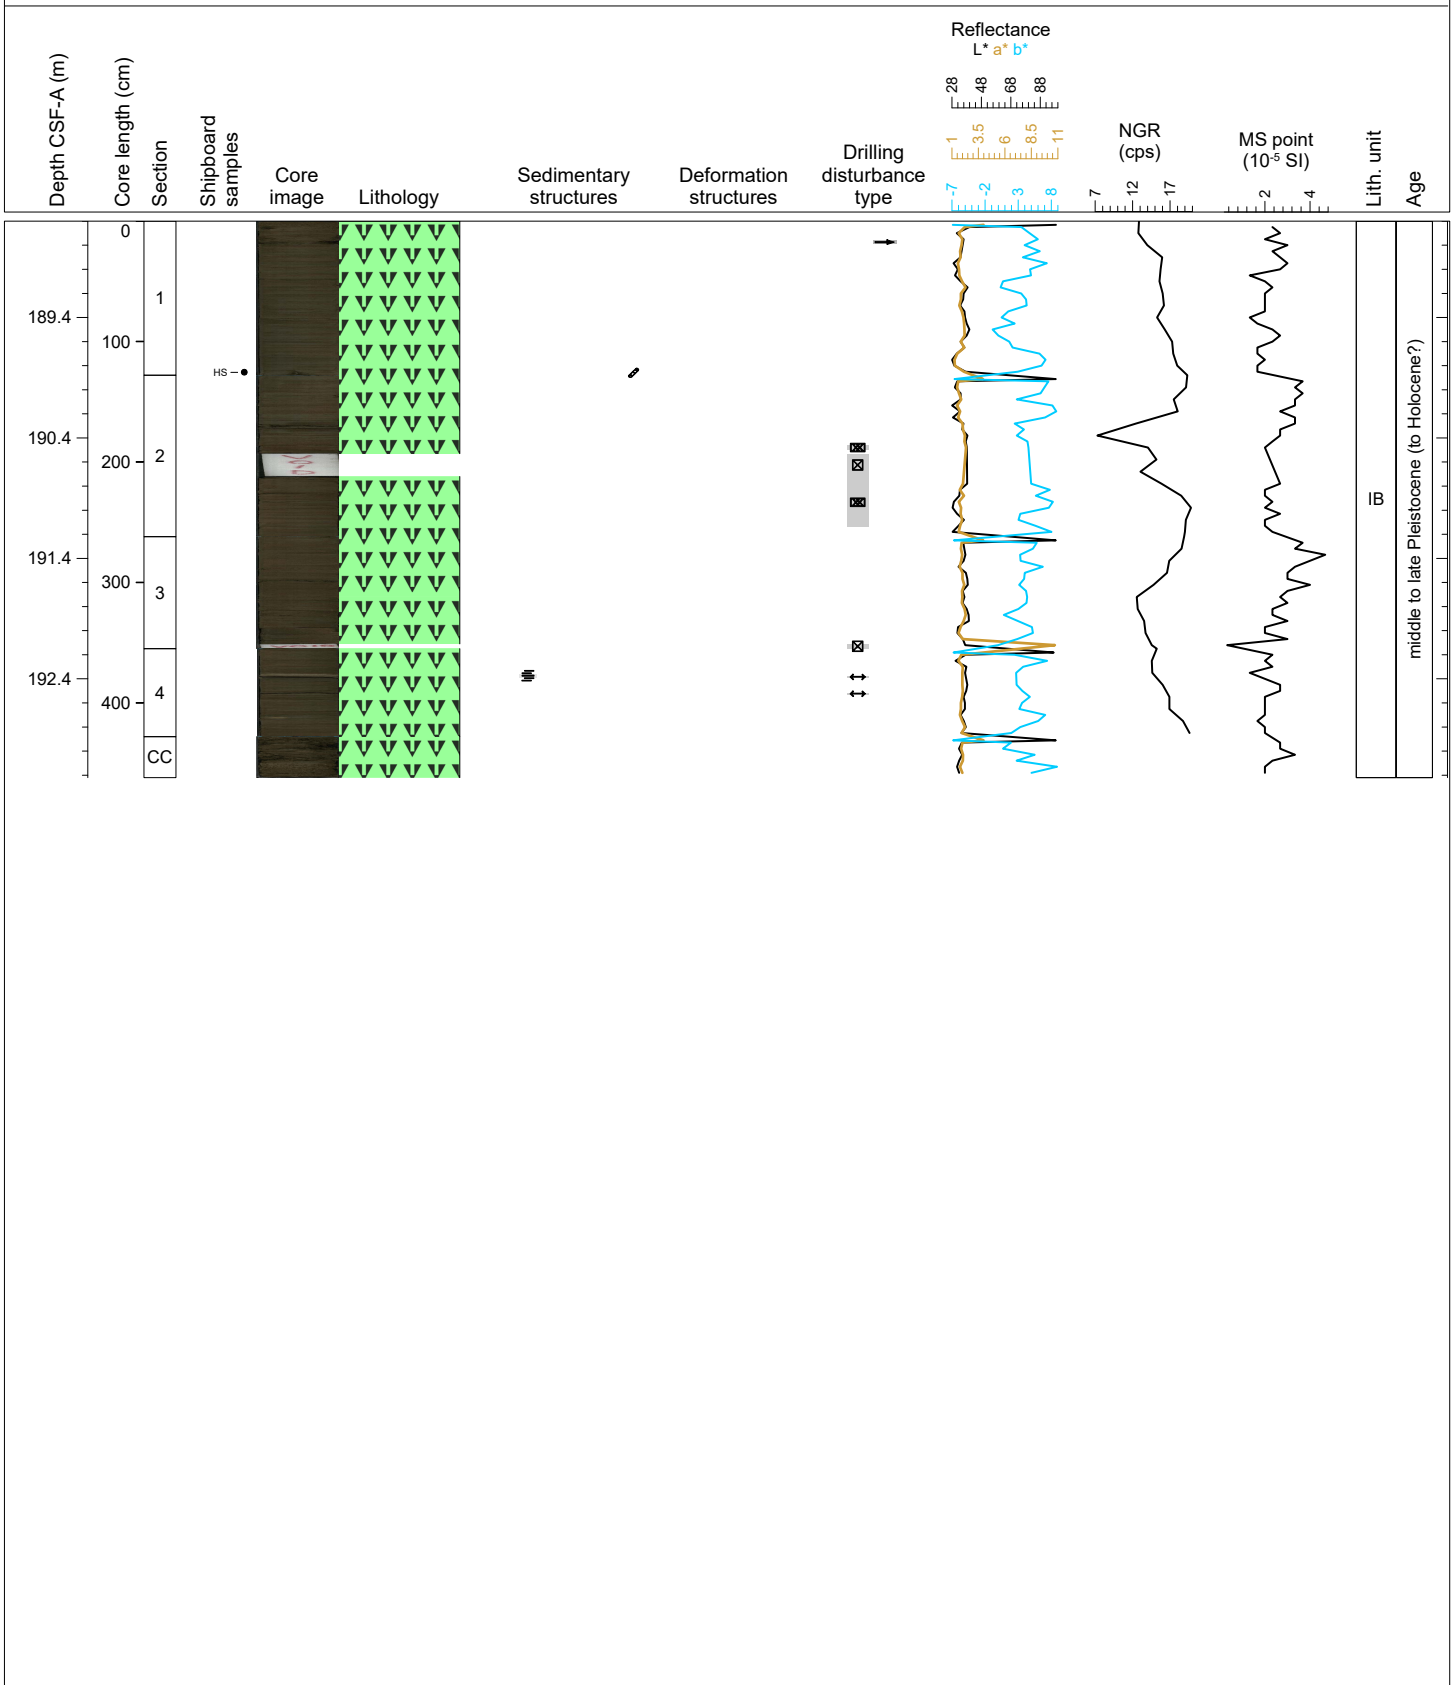 Reflectance
L* a* b*
28 48 68 88
1 3.5 6 8.5 11
-7 -2 3 8
Depth CSF-A (m)
Core length (cm)
Section
Shipboard
samples
Core
image
Lithology
Sedimentary
structures
Deformation
structures
Drilling
disturbance
type
NGR
(cps)
7 12 17
MS point
(10⁻⁵ SI)
2 4
Lith. unit
Age
0
1
189.4
100
HS
190.4
200
2
IB
middle to late Pleistocene (to Holocene?)
191.4
300
3
192.4
400
4
CC